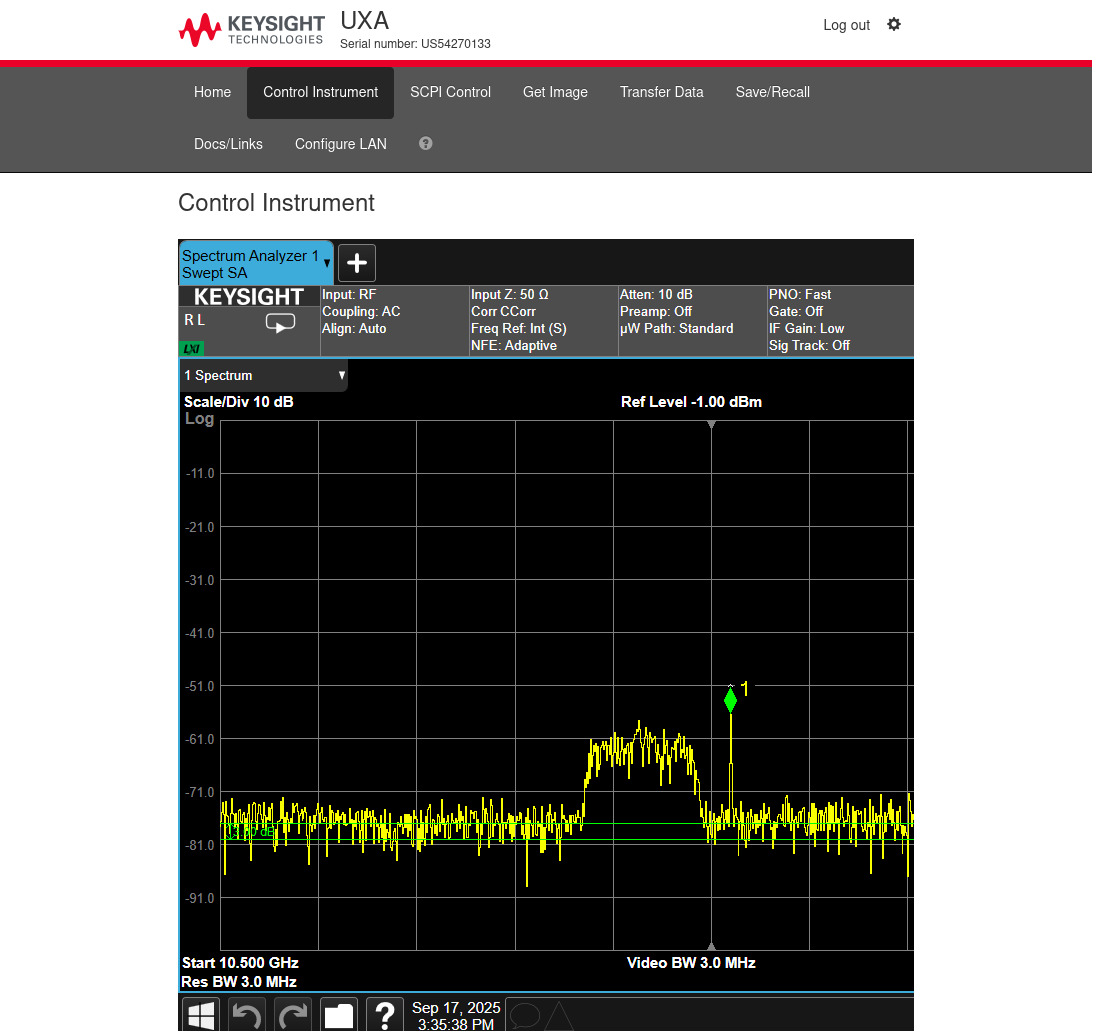 KEYSIGHT
TECHNOLOGIES
UXA
Serial number: US54270133
Log out
Home
Control Instrument
SCPI Control
Get Image
Transfer Data
Save/Recall
Docs/Links
Configure LAN
?
Control Instrument
Spectrum Analyzer 1
Swept SA
KEYSIGHT
R L
LXI
Input: RF
Coupling: AC
Align: Auto
Input Z: 50 Ω
Corr CCorr
Freq Ref: Int (S)
NFE: Adaptive
Atten: 10 dB
Preamp: Off
µW Path: Standard
PNO: Fast
Gate: Off
IF Gain: Low
Sig Track: Off
1 Spectrum
Scale/Div 10 dB
Ref Level -1.00 dBm
Log
-11.0
-21.0
-31.0
-41.0
-51.0
1
-61.0
-71.0
-81.0
-91.0
Start 10.500 GHz
Video BW 3.0 MHz
Res BW 3.0 MHz
?
Sep 17, 2025
3:35:38 PM